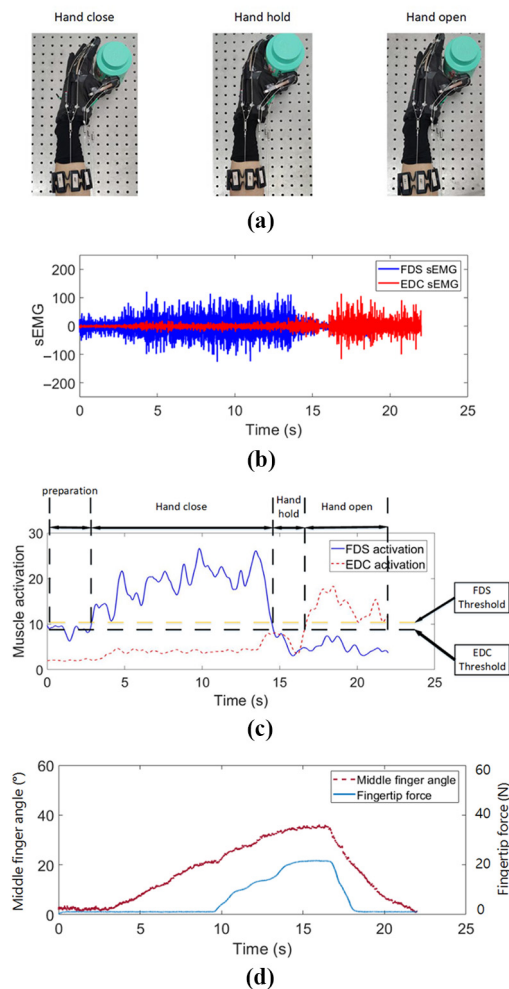 Hand close
Hand hold
Hand open
(a)
200
100
0
−100
−200
sEMG
FDS sEMG
EDC sEMG
0 5 10 15 20 25
Time (s)
(b)
preparation
Hand close
Hand
hold
Hand open
30
20
10
0
Muscle activation
FDS activation
EDC activation
FDS
Threshold
EDC
Threshold
0 5 10 15 20 25
Time (s)
(c)
60
40
20
0
Middle finger angle (°)
Middle finger angle
Fingertip force
60
40
20
0
Fingertip force (N)
0 5 10 15 20 25
Time (s)
(d)